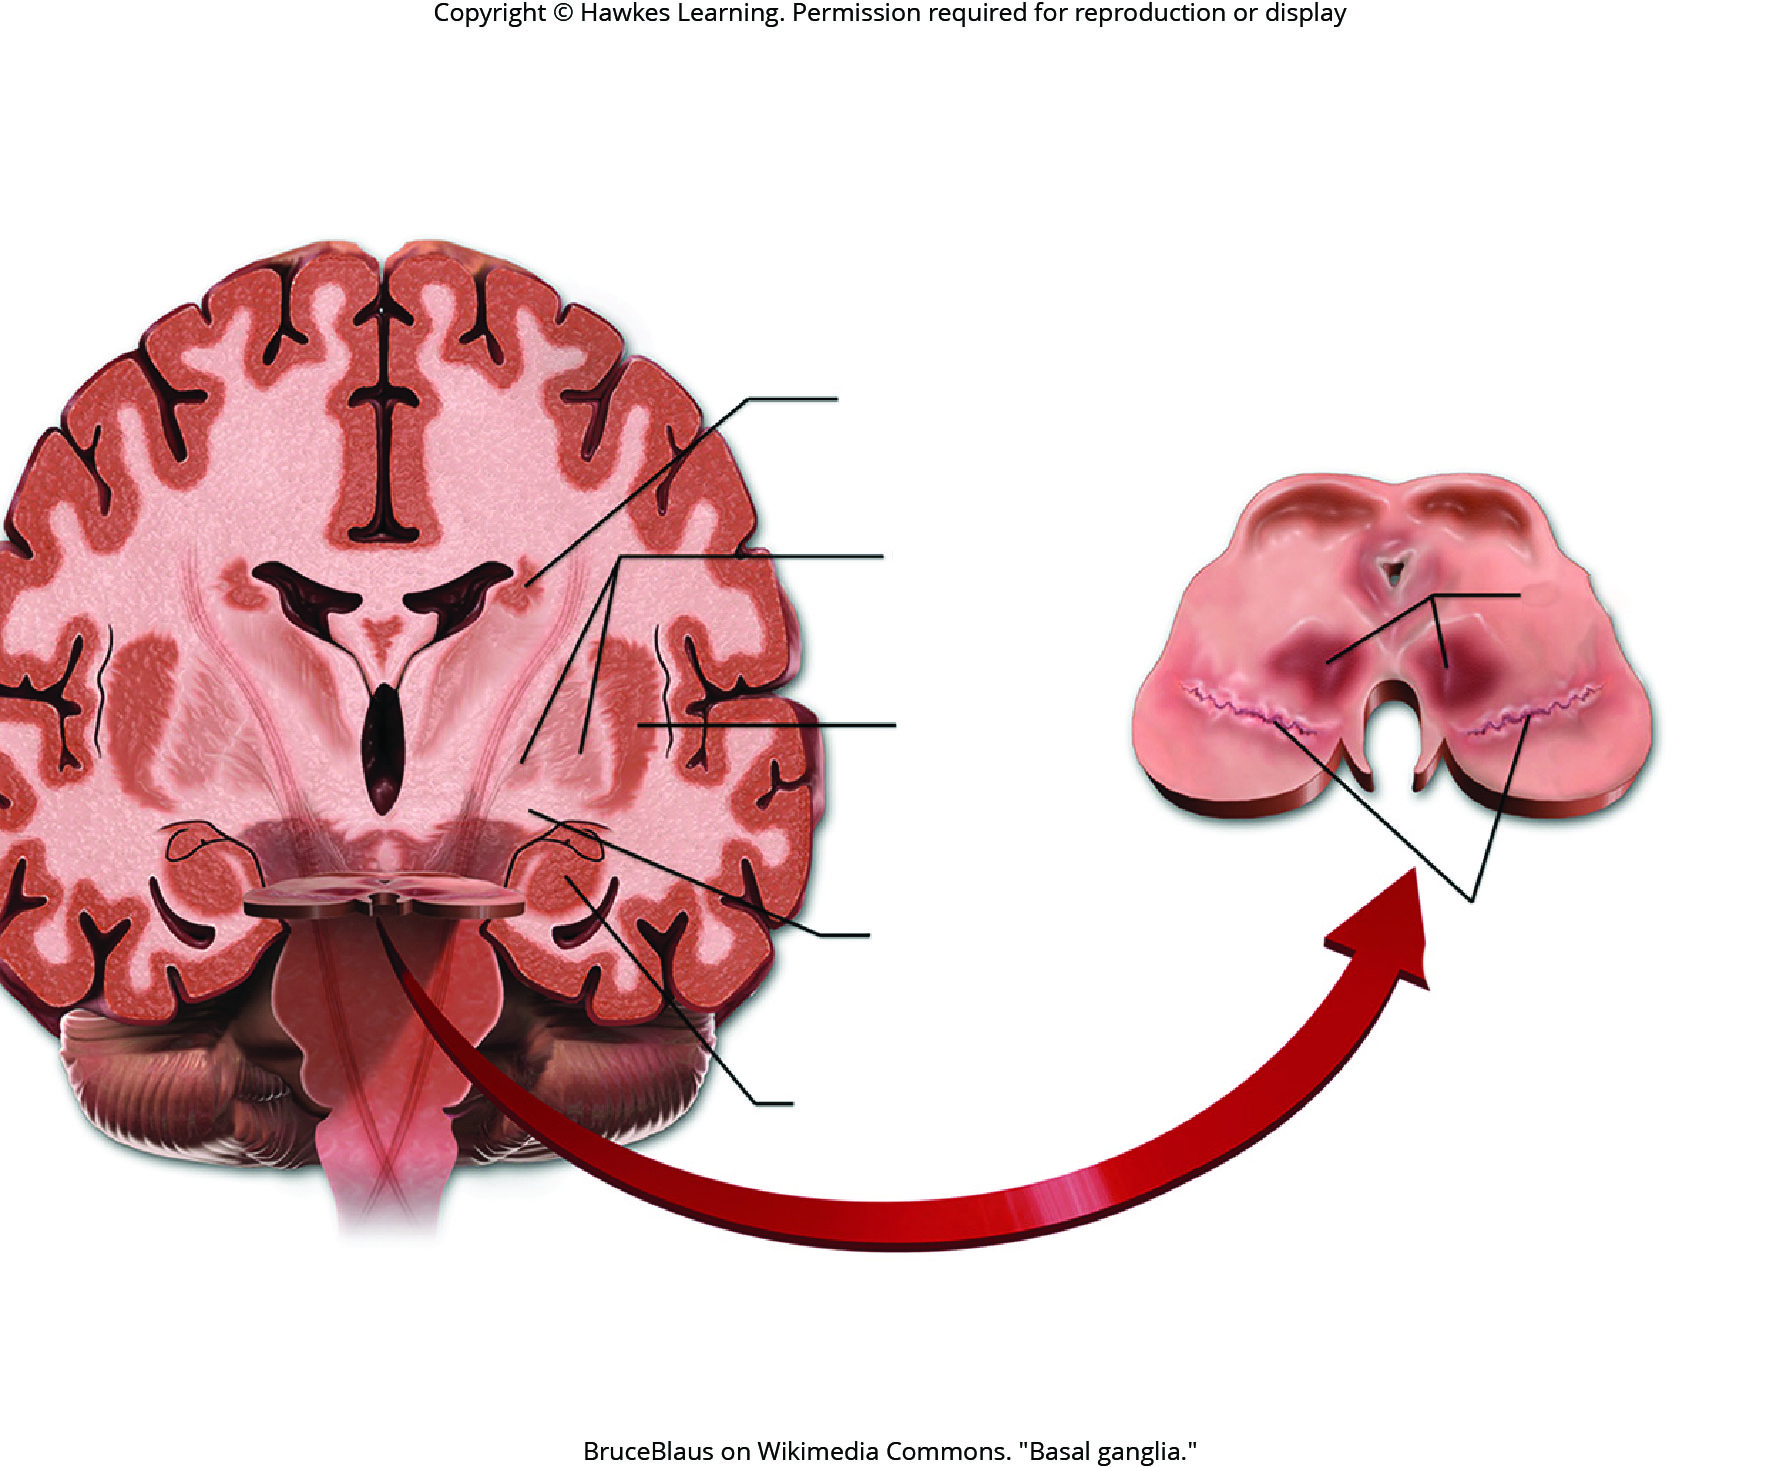 Copyright © Hawkes Learning. Permission required for reproduction or display
BruceBlaus on Wikimedia Commons. "Basal ganglia."